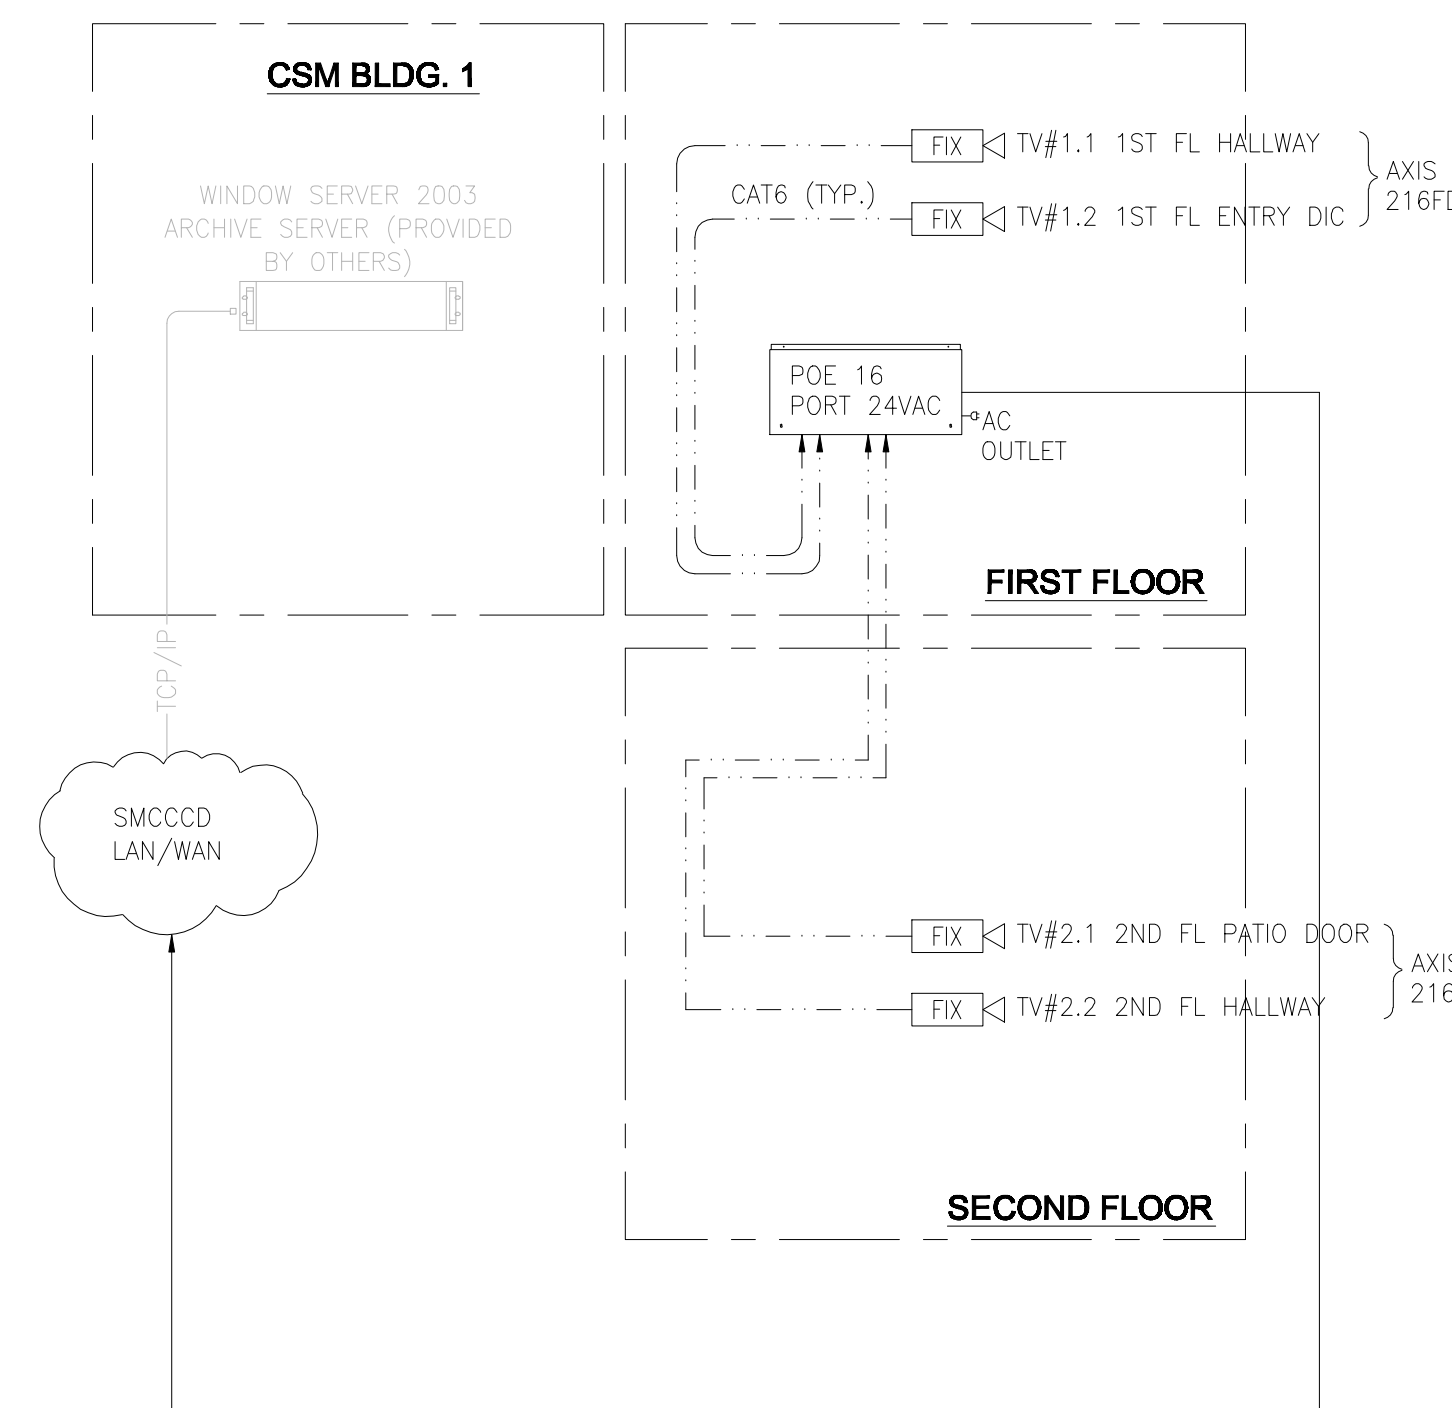 CSM BLDG. 1
WINDOW SERVER 2003
ARCHIVE SERVER (PROVIDED
BY OTHERS)
TCP/IP
SMCCCD
LAN/WAN
FIX
TV#1.1 1ST FL HALLWAY
CAT6 (TYP.)
FIX
TV#1.2 1ST FL ENTRY DIC
AXIS
216FD
POE 16
PORT 24VAC
AC
OUTLET
FIRST FLOOR
FIX
TV#2.1 2ND FL PATIO DOOR
FIX
TV#2.2 2ND FL HALLWAY
AXIS
216
SECOND FLOOR